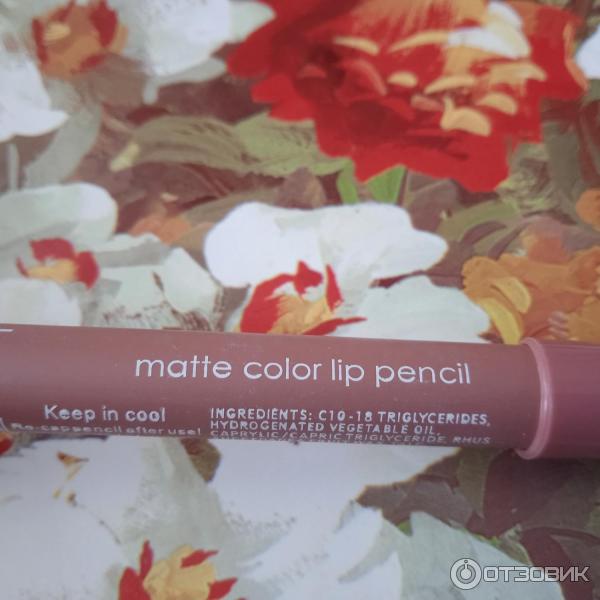 matte color lip pencil
Keep in cool
Re-cap pencil after use!
INGREDIENTS: C10-18 TRIGLYCERIDES,
HYDROGENATED VEGETABLE OIL,
CAPRYLIC/CAPRIC TRIGLYCERIDE, RHUS
ОТЗОВИК